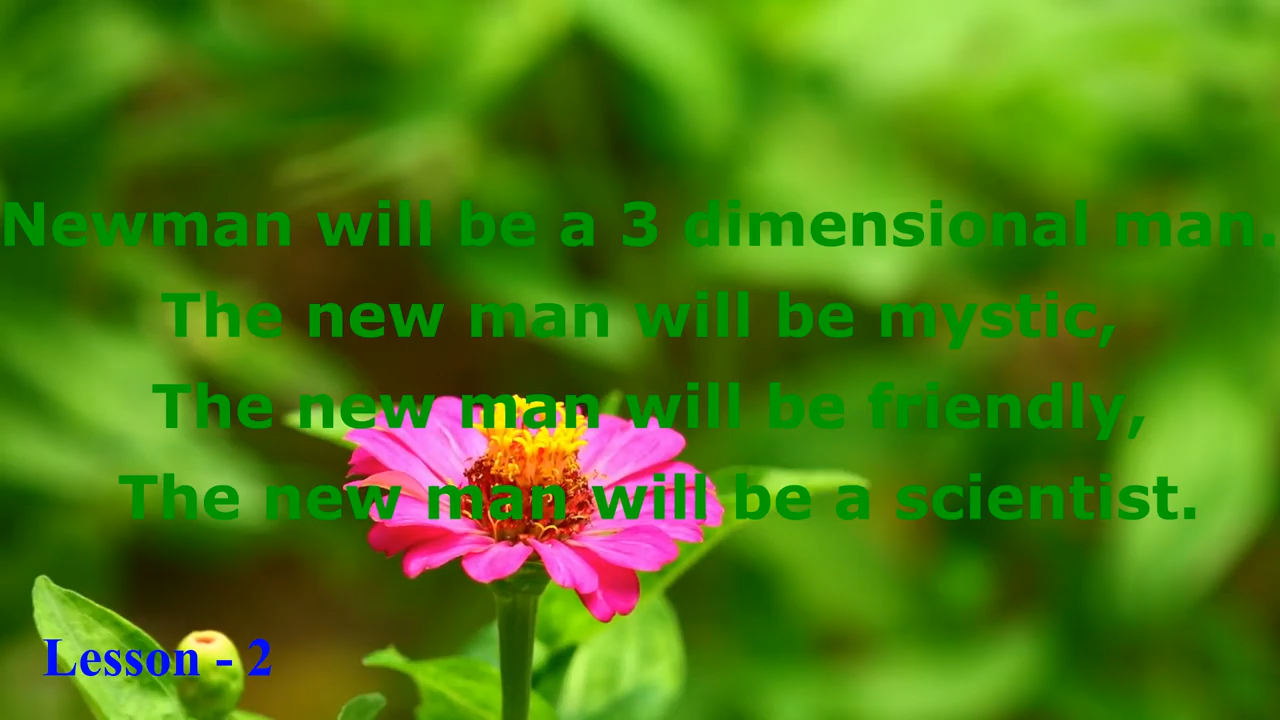 Newman will be a 3 dimensional man.
The new man will be mystic,
The new man will be friendly,
The new man will be a scientist.
Lesson - 2